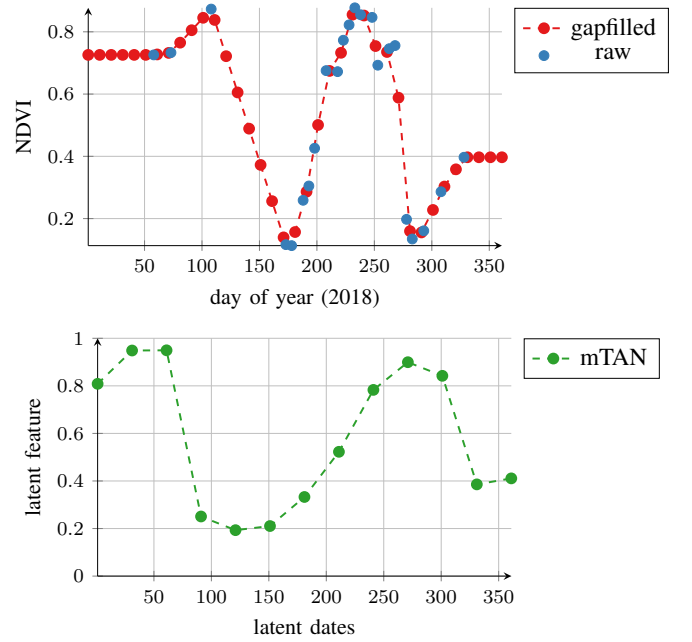 0.8
0.6
0.4
0.2
NDVI
50 100 150 200 250 300 350
day of year (2018)
gapfilled
raw
1
0.8
0.6
0.4
0.2
0
latent feature
50 100 150 200 250 300 350
latent dates
mTAN